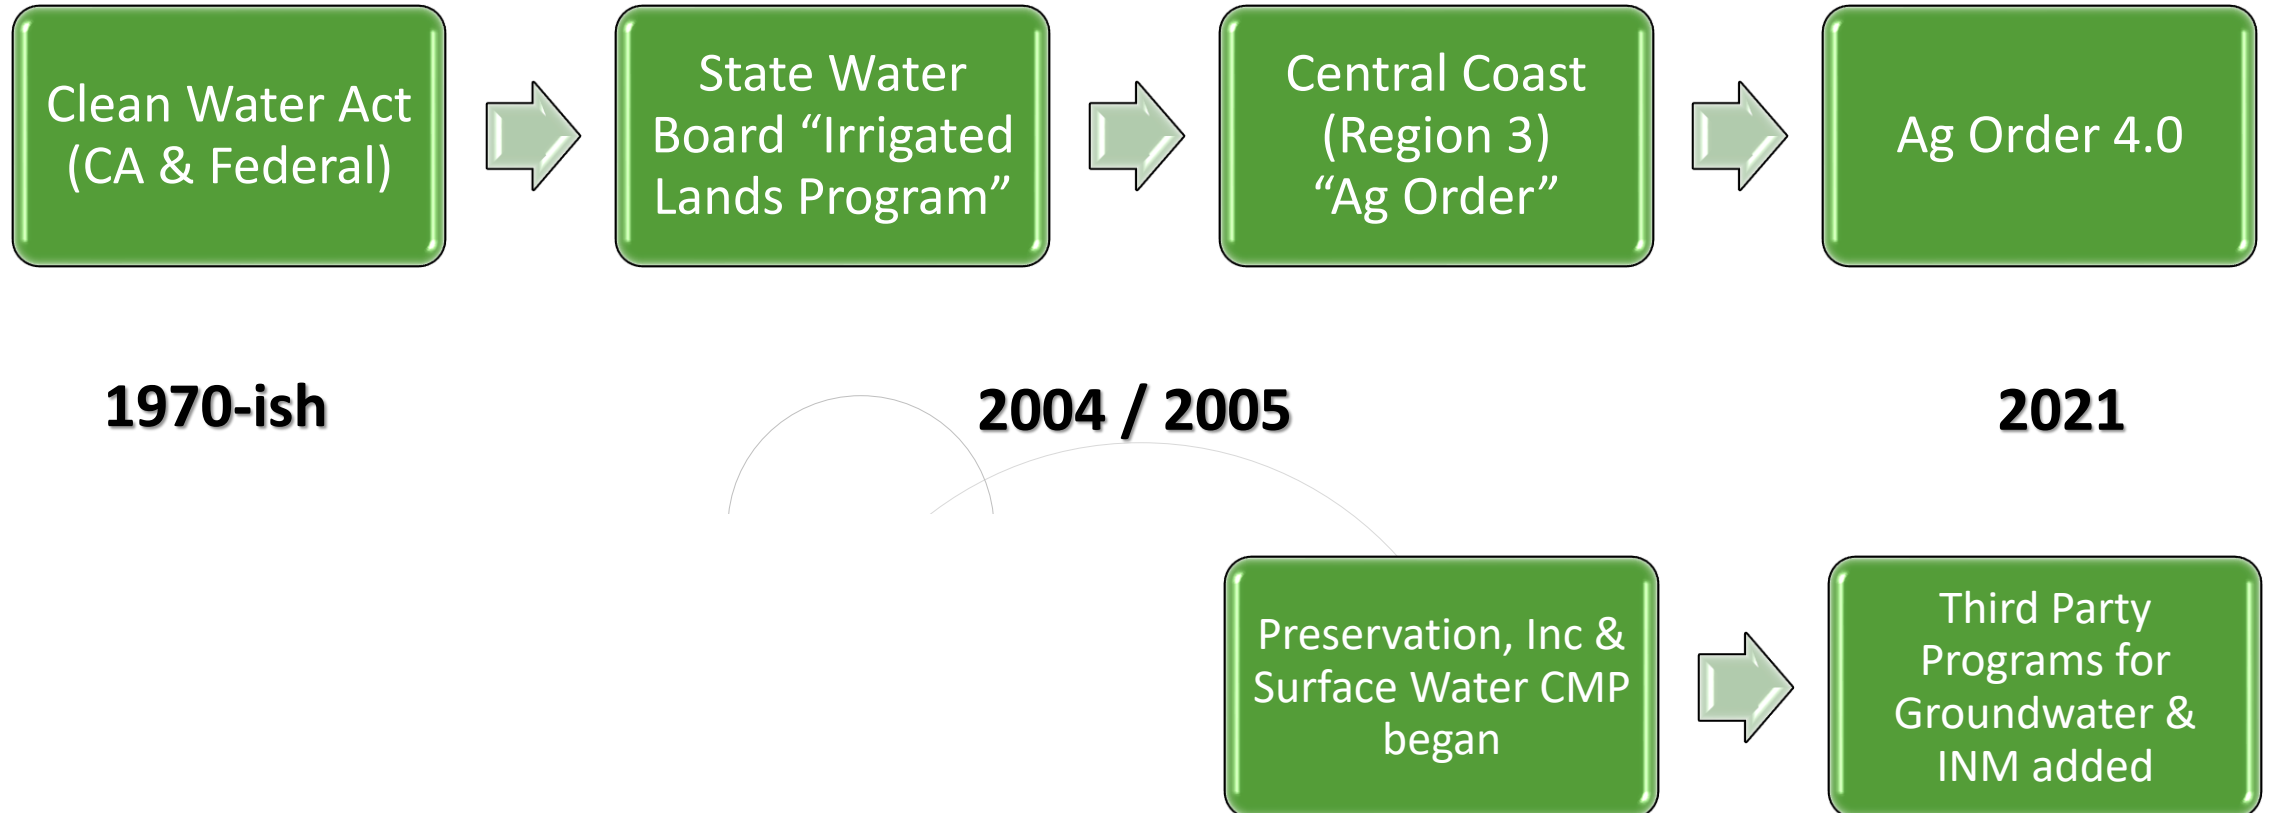 Clean Water Act
(CA & Federal)
State Water
Board “Irrigated
Lands Program”
Central Coast
(Region 3)
“Ag Order”
Ag Order 4.0
1970-ish
2004 / 2005
2021
Preservation, Inc &
Surface Water CMP
began
Third Party
Programs for
Groundwater &
INM added